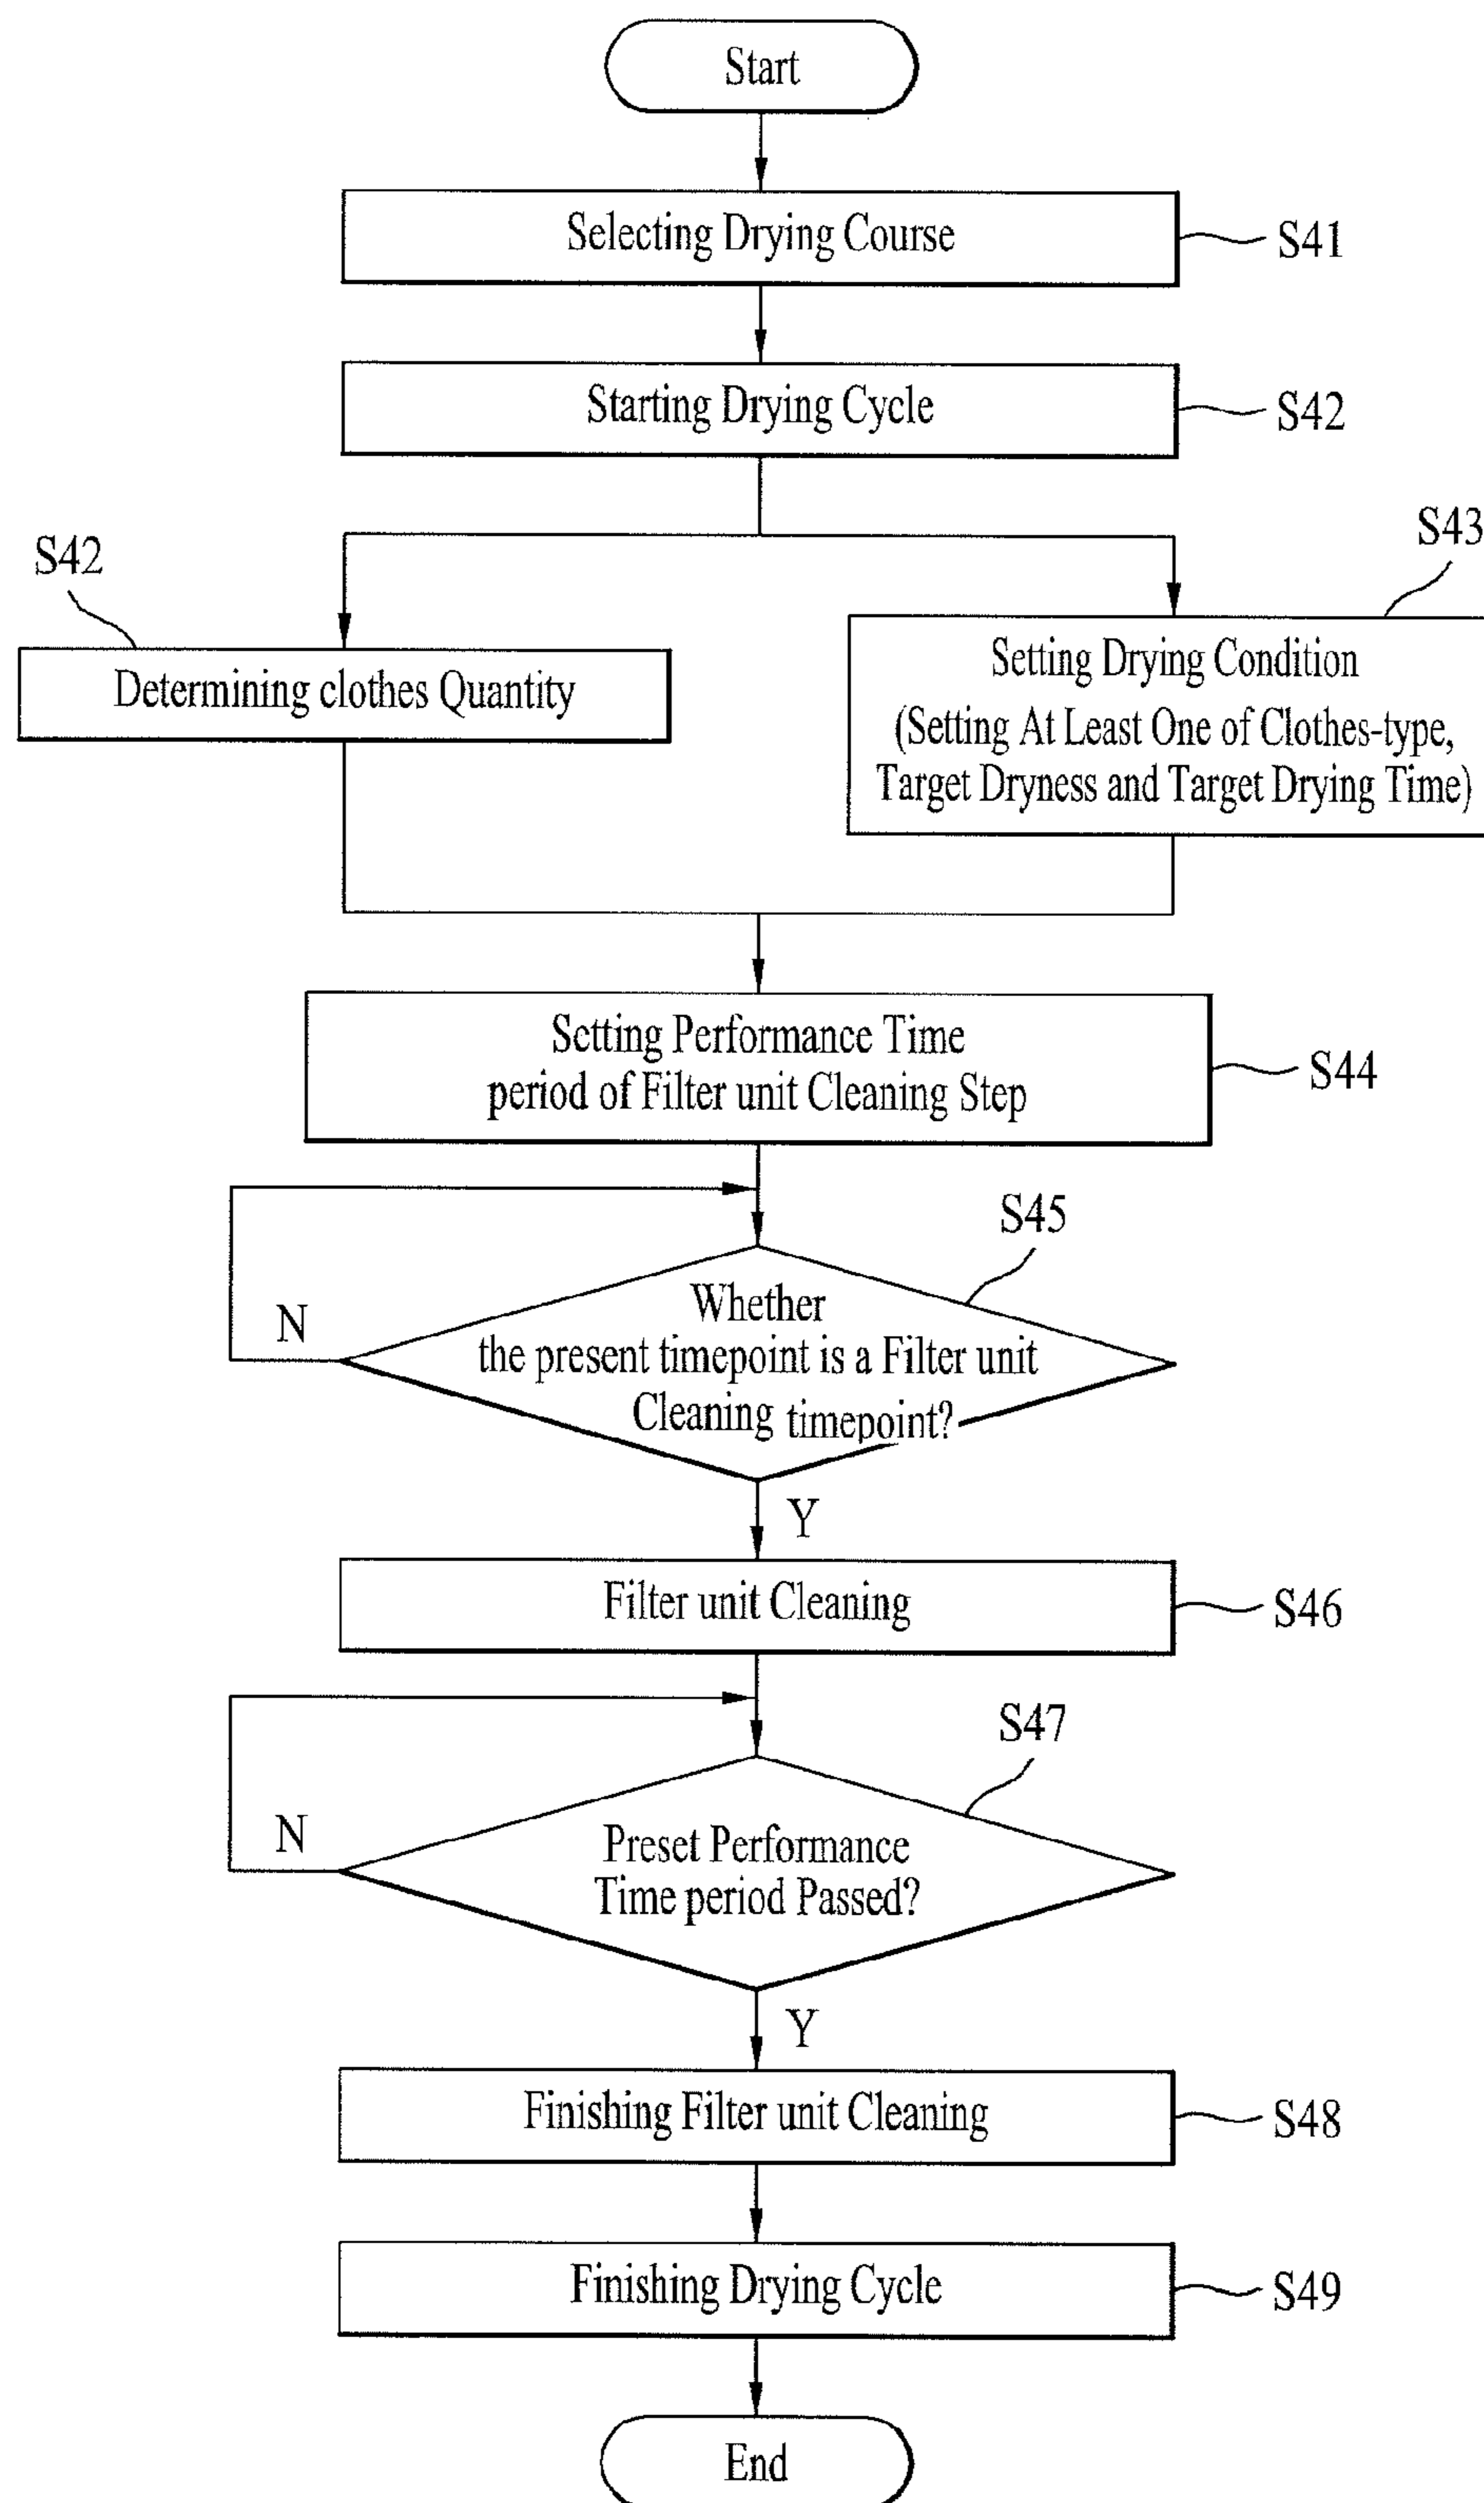 Start
Selecting Drying Course
S41
Starting Drying Cycle
S42
S42
Determining clothes Quantity
S43
Setting Drying Condition
(Setting At Least One of Clothes-type,
Target Dryness and Target Drying Time)
Setting Performance Time
period of Filter unit Cleaning Step
S44
S45
Whether
the present timepoint is a Filter unit
Cleaning timepoint?
N
Y
Filter unit Cleaning
S46
S47
Preset Performance
Time period Passed?
N
Y
Finishing Filter unit Cleaning
S48
Finishing Drying Cycle
S49
End